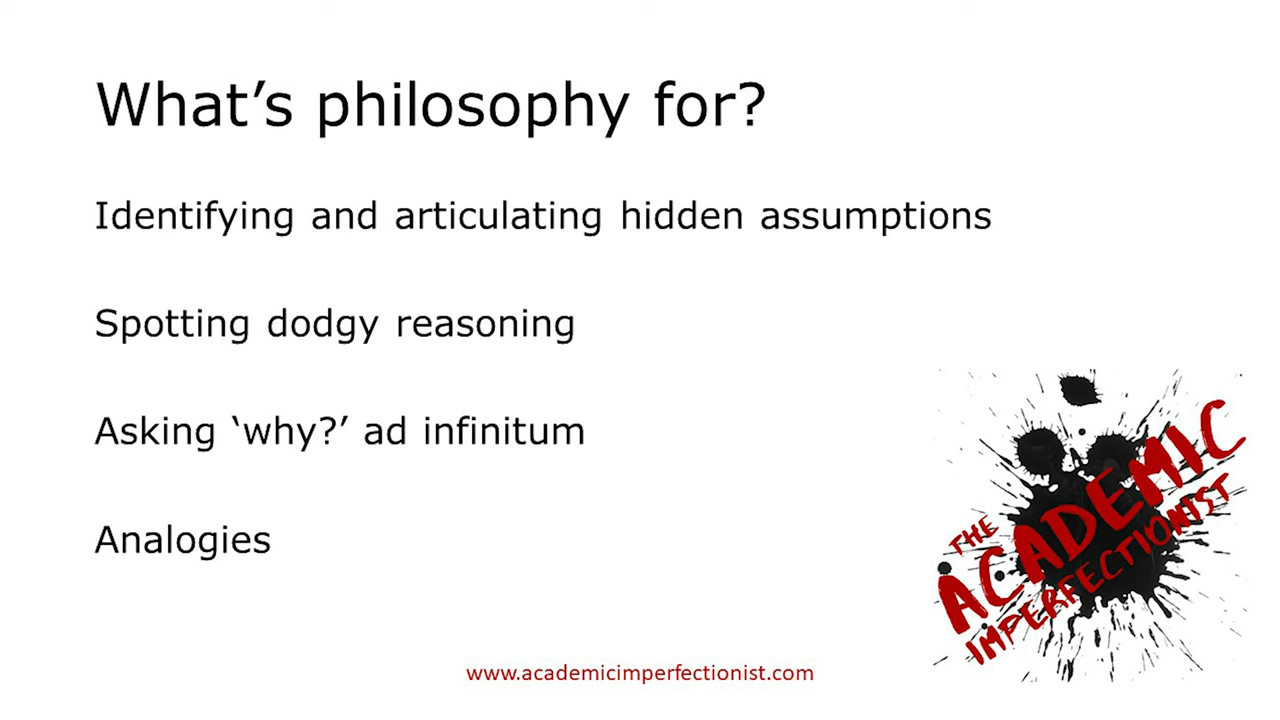 What’s philosophy for?
Identifying and articulating hidden assumptions
Spotting dodgy reasoning
Asking ‘why?’ ad infinitum
Analogies
THE
ACADEMIC
IMPERFECTIONIST
www.academicimperfectionist.com